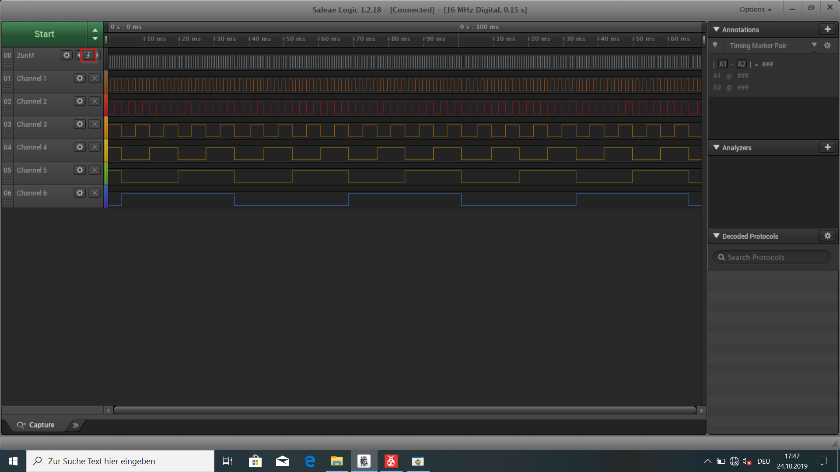 Saleae Logic 1.2.18 - [Connected] - [16 MHz Digital, 0.15 s]
Options
Start
0 s : 0 ms
0 s : 100 ms
+10 ms
+20 ms
+30 ms
+40 ms
+50 ms
+60 ms
+70 ms
+80 ms
+90 ms
+10 ms
+20 ms
+30 ms
+40 ms
+50 ms
+60 ms
00 ZunM
01 Channel 1
02 Channel 2
03 Channel 3
04 Channel 4
05 Channel 5
06 Channel 6
Annotations
Timing Marker Pair
| A1 - A2 | = ###
A1 @ ###
A2 @ ###
Analyzers
Decoded Protocols
Search Protocols
Capture
Zur Suche Text hier eingeben
DEU
17:47
24.10.2019